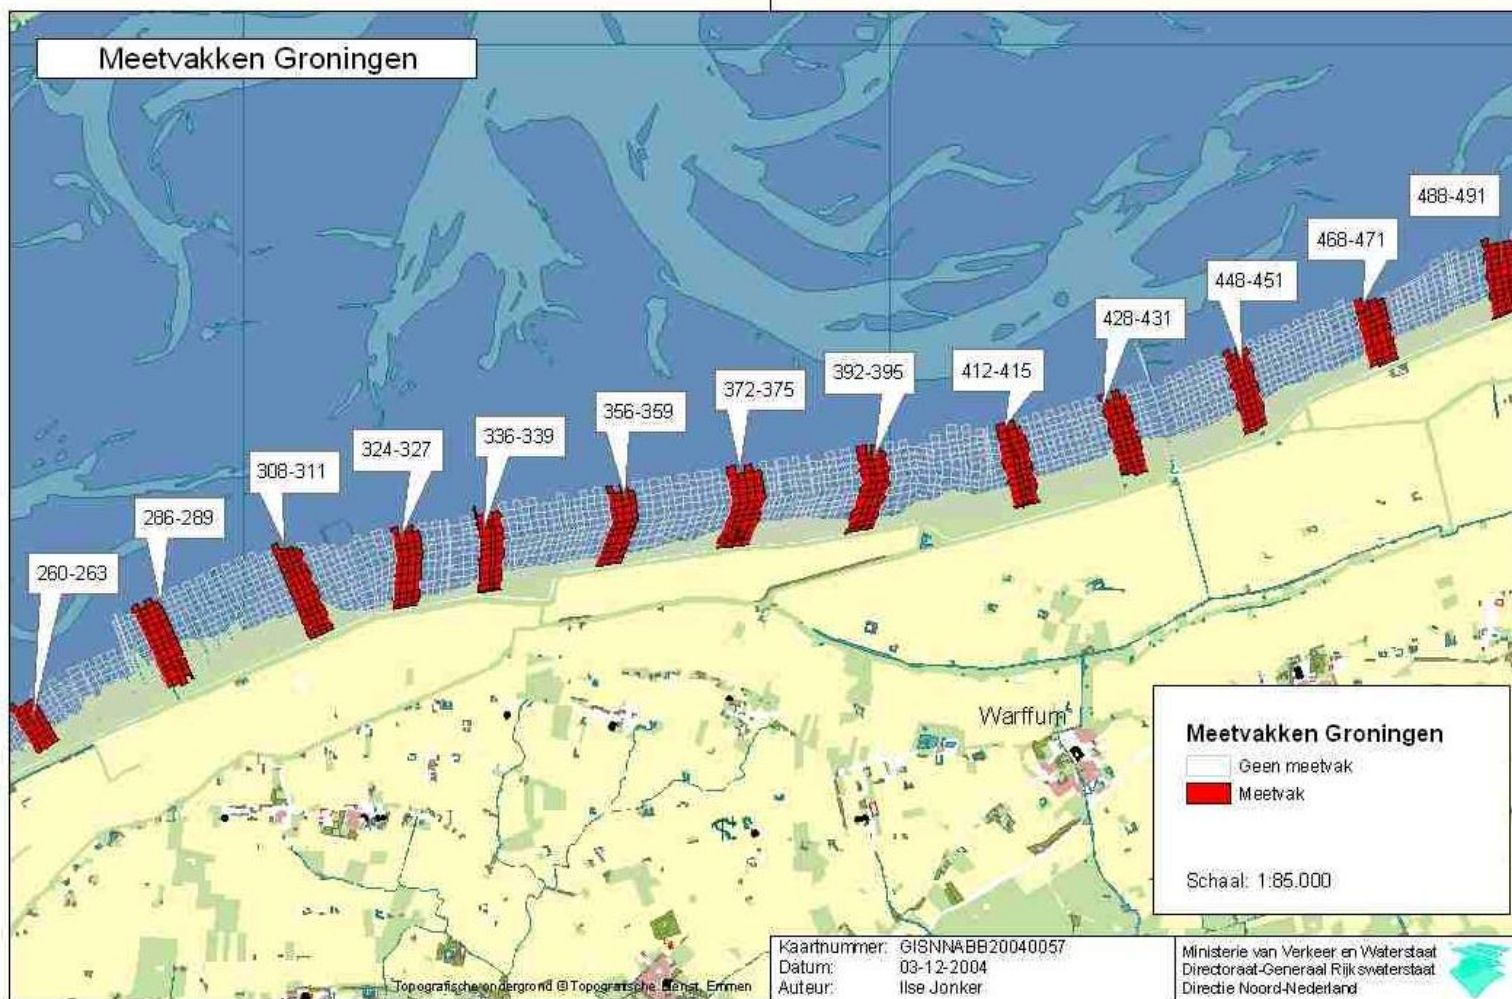 Meetvakken Groningen
488-491
468-471
448-451
428-431
412-415
392-395
372-375
356-359
336-339
324-327
308-311
286-289
260-263
Warffum
Meetvakken Groningen
Geen meetvak
Meetvak
Schaal: 1:85.000
Topografische ondergrond © Topografische Dienst, Emmen
Kaartnummer: GISNNABB20040057
Datum: 03-12-2004
Auteur: Ilse Jonker
Ministerie van Verkeer en Waterstaat
Directoraat-Generaal Rijkswaterstaat
Directie Noord-Nederland